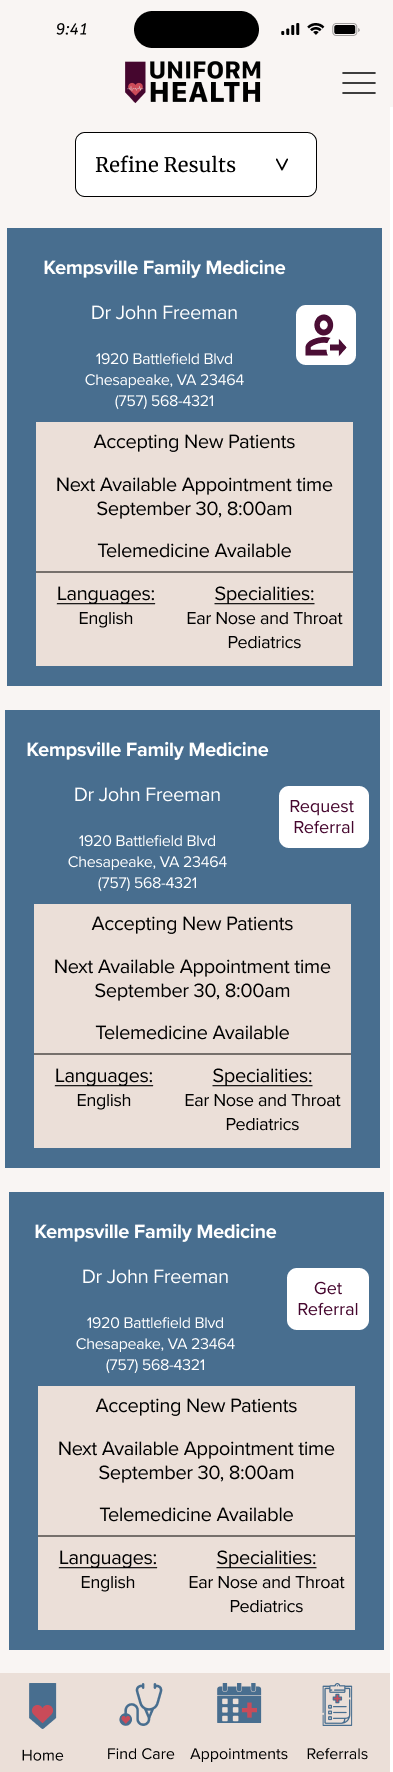 9:41
UNIFORM
HEALTH
Refine Results
Kempsville Family Medicine
Dr John Freeman
1920 Battlefield Blvd
Chesapeake, VA 23464
(757) 568-4321
Accepting New Patients
Next Available Appointment time
September 30, 8:00am
Telemedicine Available
Languages: Specialities:
English Ear Nose and Throat
Pediatrics
Kempsville Family Medicine
Dr John Freeman
Request
Referral
1920 Battlefield Blvd
Chesapeake, VA 23464
(757) 568-4321
Accepting New Patients
Next Available Appointment time
September 30, 8:00am
Telemedicine Available
Languages: Specialities:
English Ear Nose and Throat
Pediatrics
Kempsville Family Medicine
Dr John Freeman
Get
Referral
1920 Battlefield Blvd
Chesapeake, VA 23464
(757) 568-4321
Accepting New Patients
Next Available Appointment time
September 30, 8:00am
Telemedicine Available
Languages: Specialities:
English Ear Nose and Throat
Pediatrics
Home Find Care Appointments Referrals